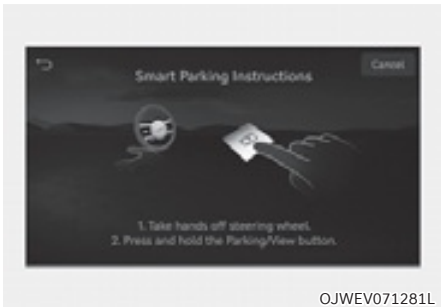 Cancel
Smart Parking Instructions
1. Take hands off steering wheel.
2. Press and hold the Parking/View button.
OJWEV071281L